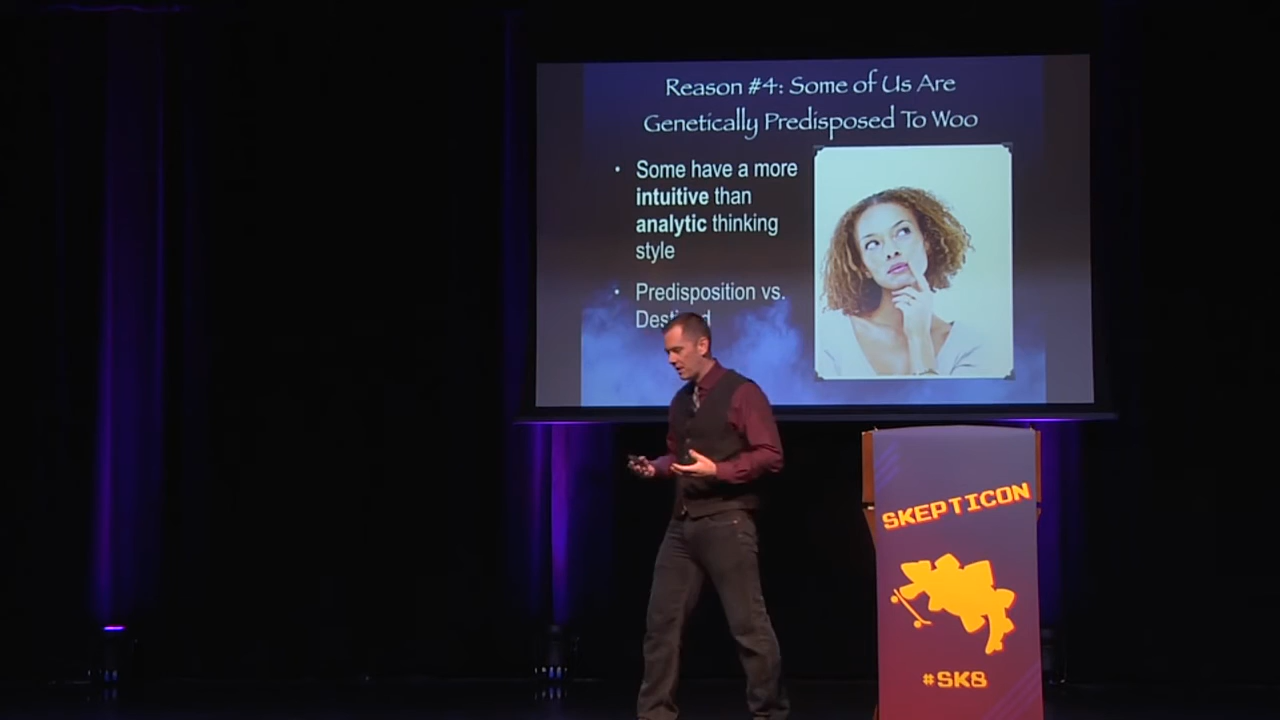 Reason #4: Some of Us Are
Genetically Predisposed To Woo
• Some have a more
intuitive than
analytic thinking
style
• Predisposition vs.
SKEPTICON
#SK8